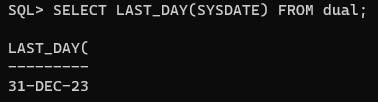 SQL> SELECT LAST_DAY(SYSDATE) FROM dual;
LAST_DAY(
---------
31-DEC-23